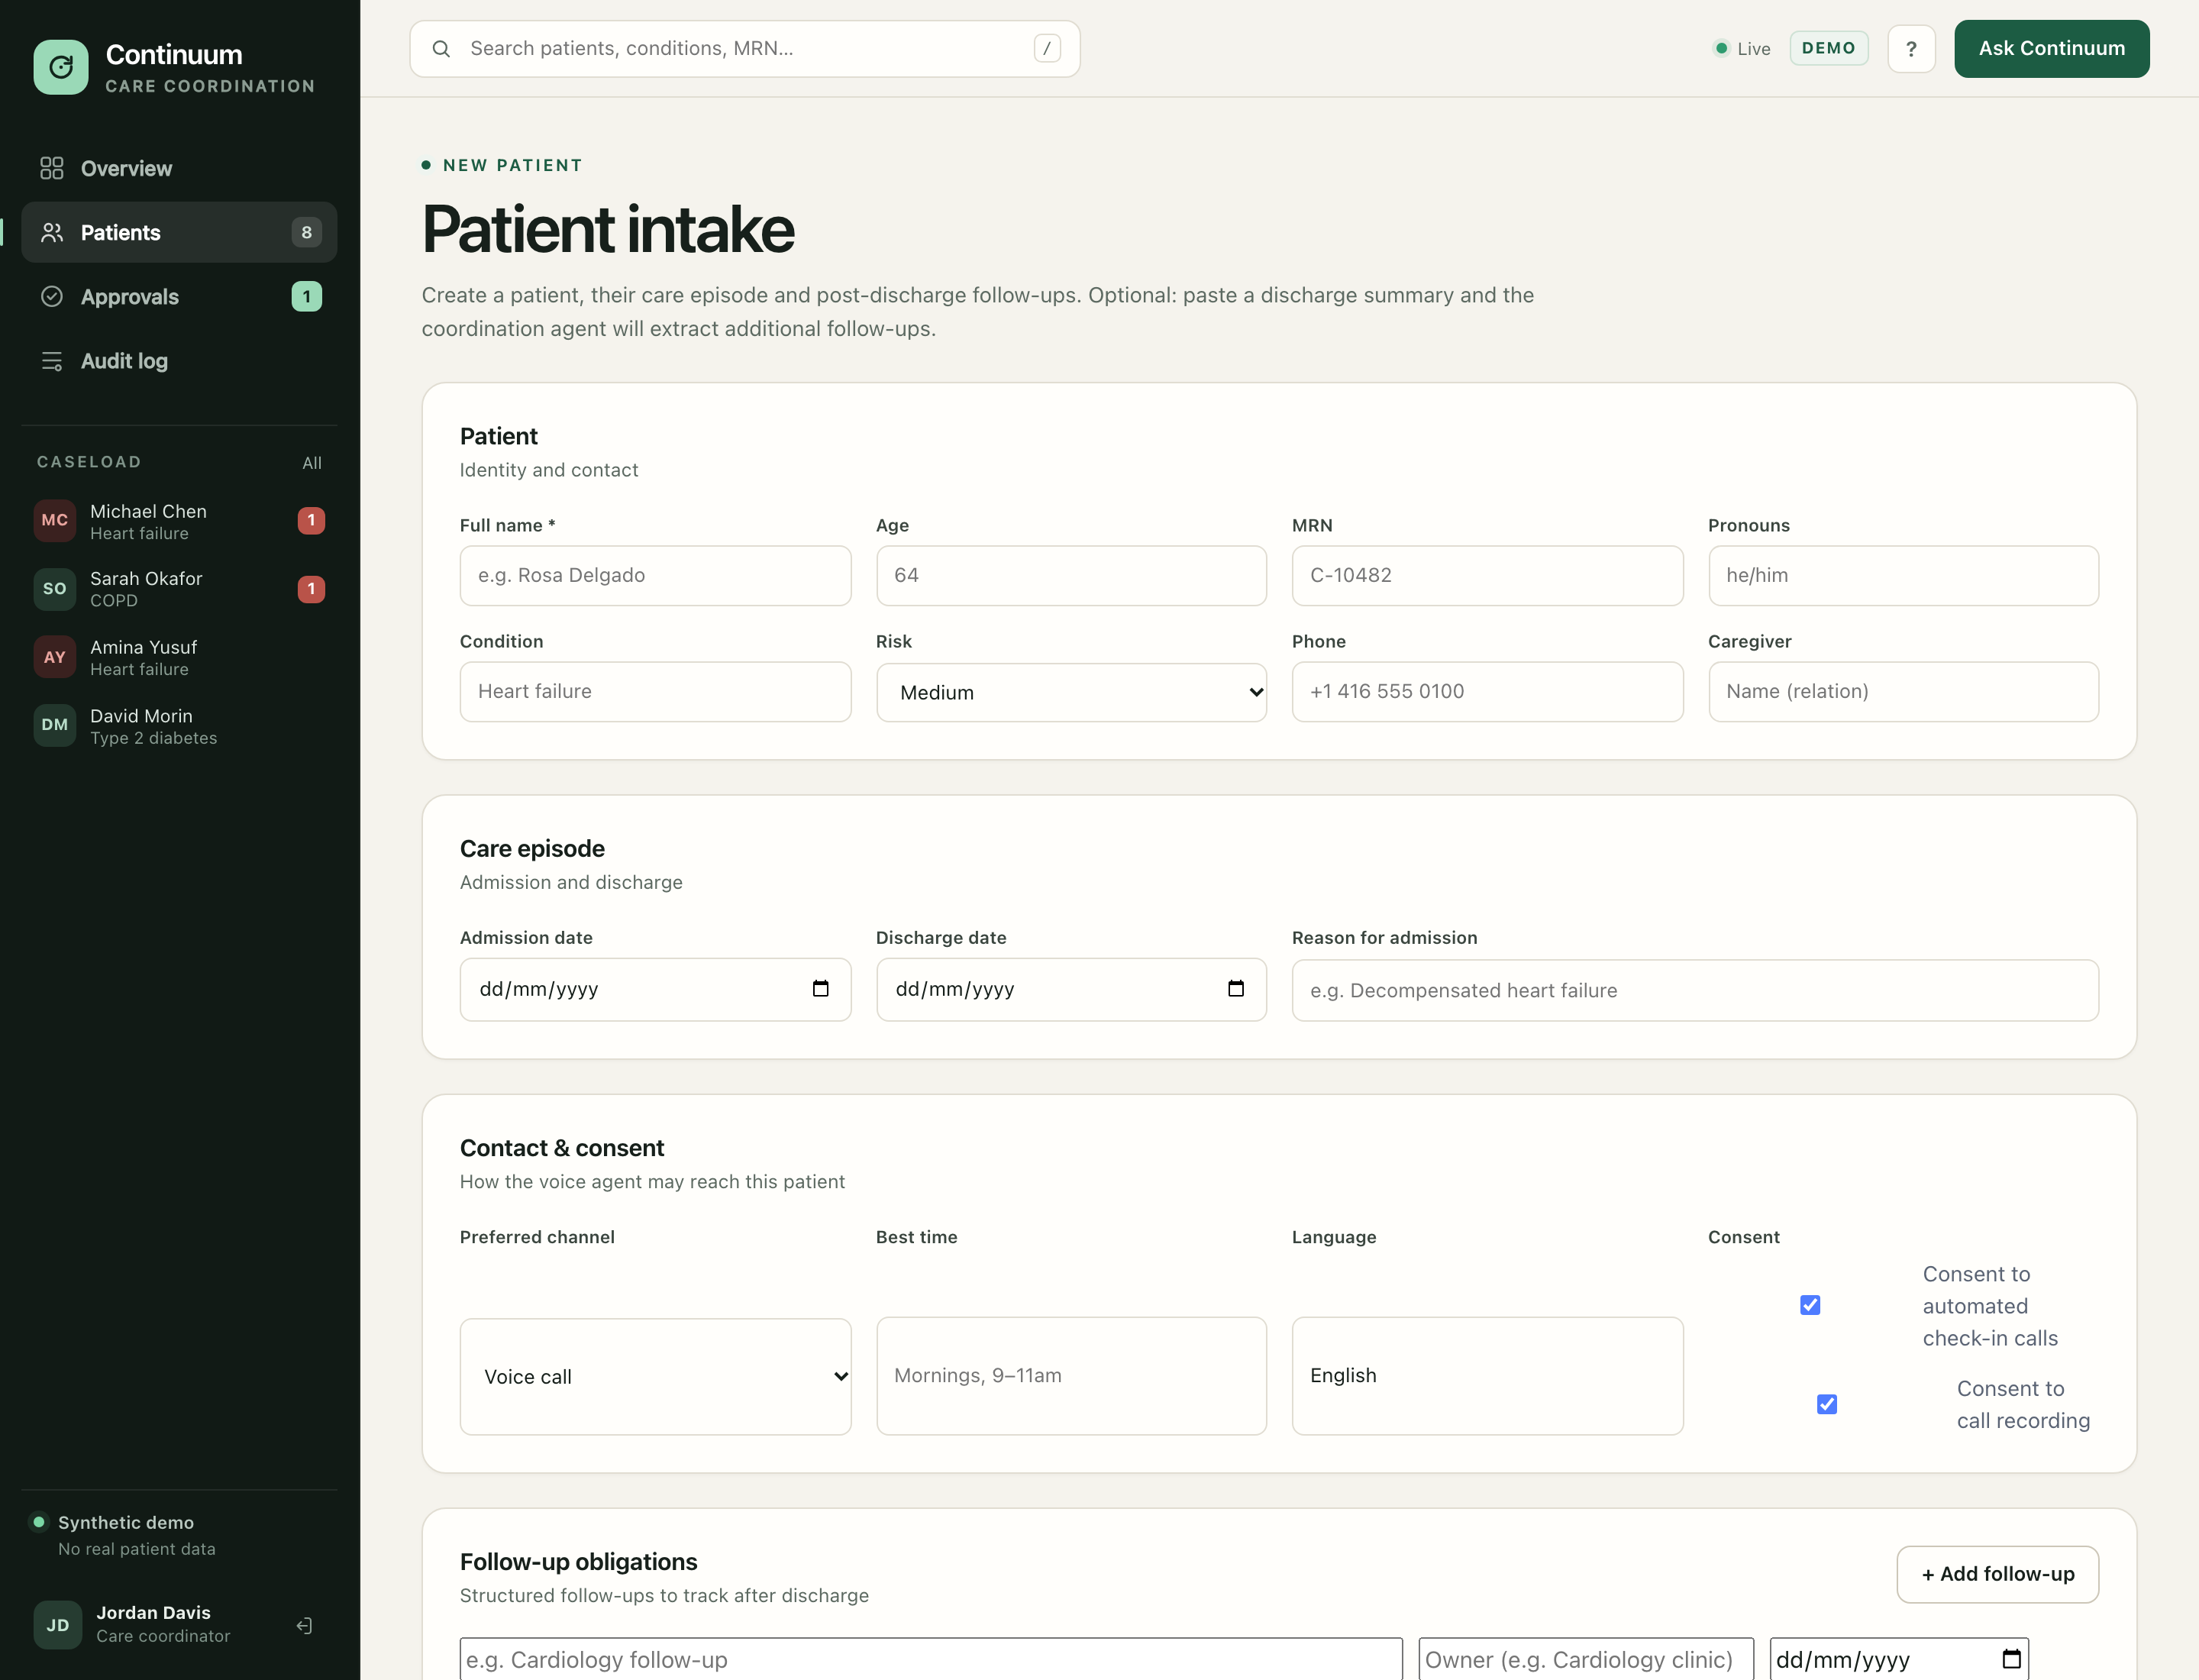 Continuum
CARE COORDINATION
Overview
Patients 8
Approvals 1
Audit log
CASELOAD All
MC Michael Chen 1
Heart failure
SO Sarah Okafor 1
COPD
AY Amina Yusuf
Heart failure
DM David Morin
Type 2 diabetes
Synthetic demo
No real patient data
JD Jordan Davis
Care coordinator
Search patients, conditions, MRN... /
Live DEMO ? Ask Continuum
NEW PATIENT
Patient intake
Create a patient, their care episode and post-discharge follow-ups. Optional: paste a discharge summary and the
coordination agent will extract additional follow-ups.
Patient
Identity and contact
Full name * Age MRN Pronouns
e.g. Rosa Delgado 64 C-10482 he/him
Condition Risk Phone Caregiver
Heart failure Medium +1 416 555 0100 Name (relation)
Care episode
Admission and discharge
Admission date Discharge date Reason for admission
dd/mm/yyyy dd/mm/yyyy e.g. Decompensated heart failure
Contact & consent
How the voice agent may reach this patient
Preferred channel Best time Language Consent
Voice call Mornings, 9–11am English
Consent to
automated
check-in calls
Consent to
call recording
Follow-up obligations
Structured follow-ups to track after discharge
+ Add follow-up
e.g. Cardiology follow-up Owner (e.g. Cardiology clinic) dd/mm/yyyy